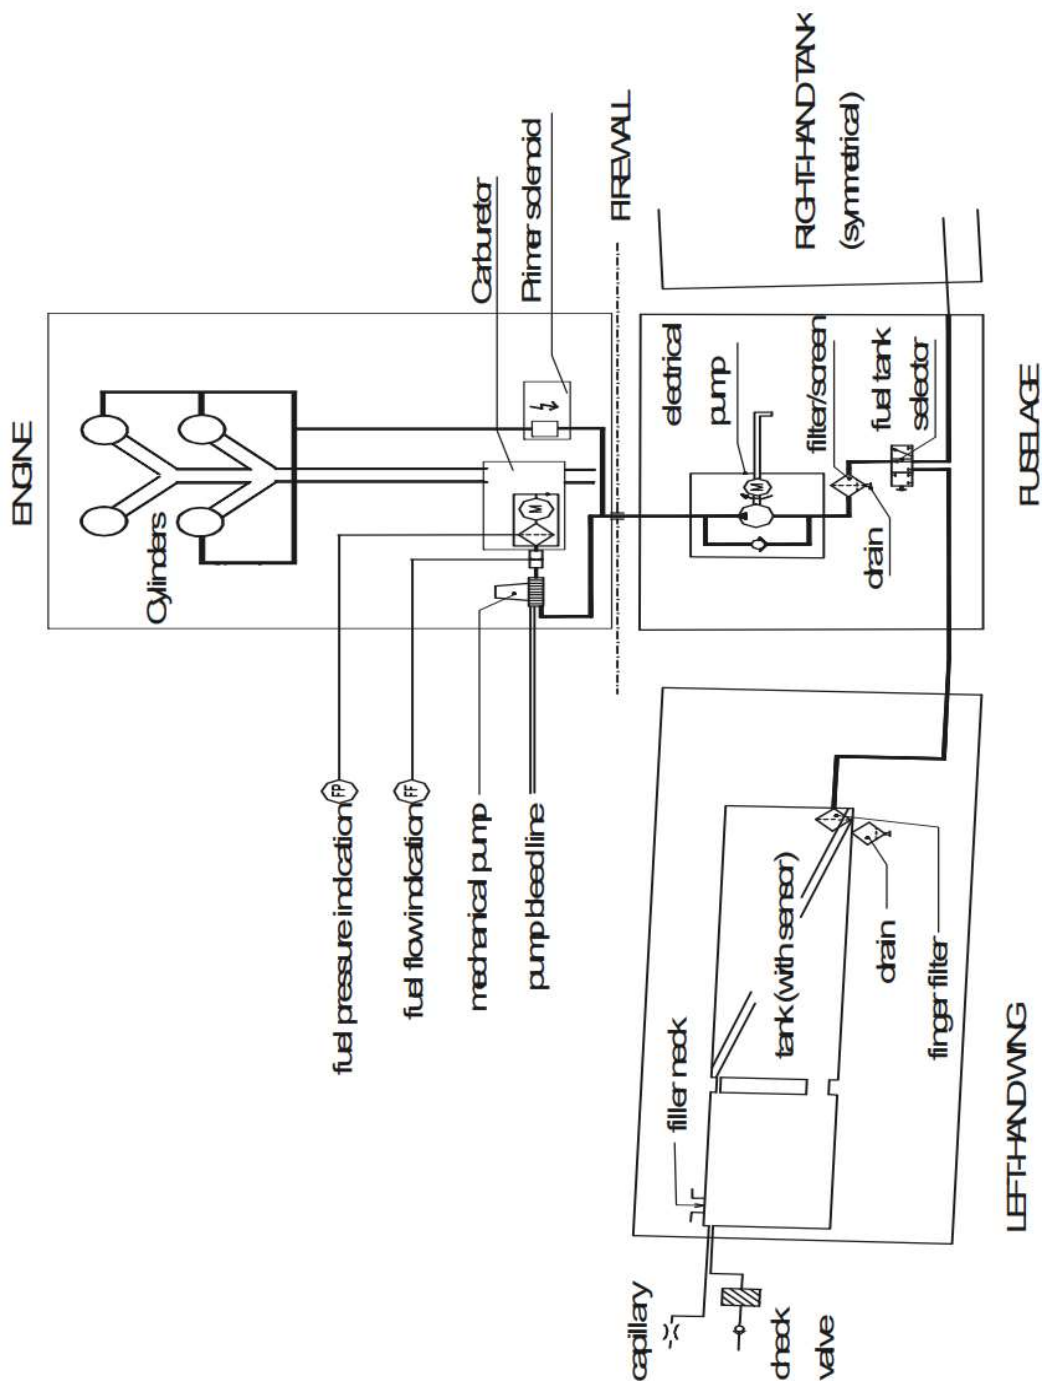 ENGINE
Cylinders
Carburetor
Primer solenoid
FIREWALL
RIGHT-HAND TANK
(symmetrical)
FP
fuel pressure indication
FF
fuel flow indication
mechanical pump
pump bleed line
M
electrical
pump
M
filter/screen
fuel tank
selector
drain
FUSELAGE
capillary
check
valve
filler neck
tank (with sensor)
drain
finger filter
LEFT-HAND WING